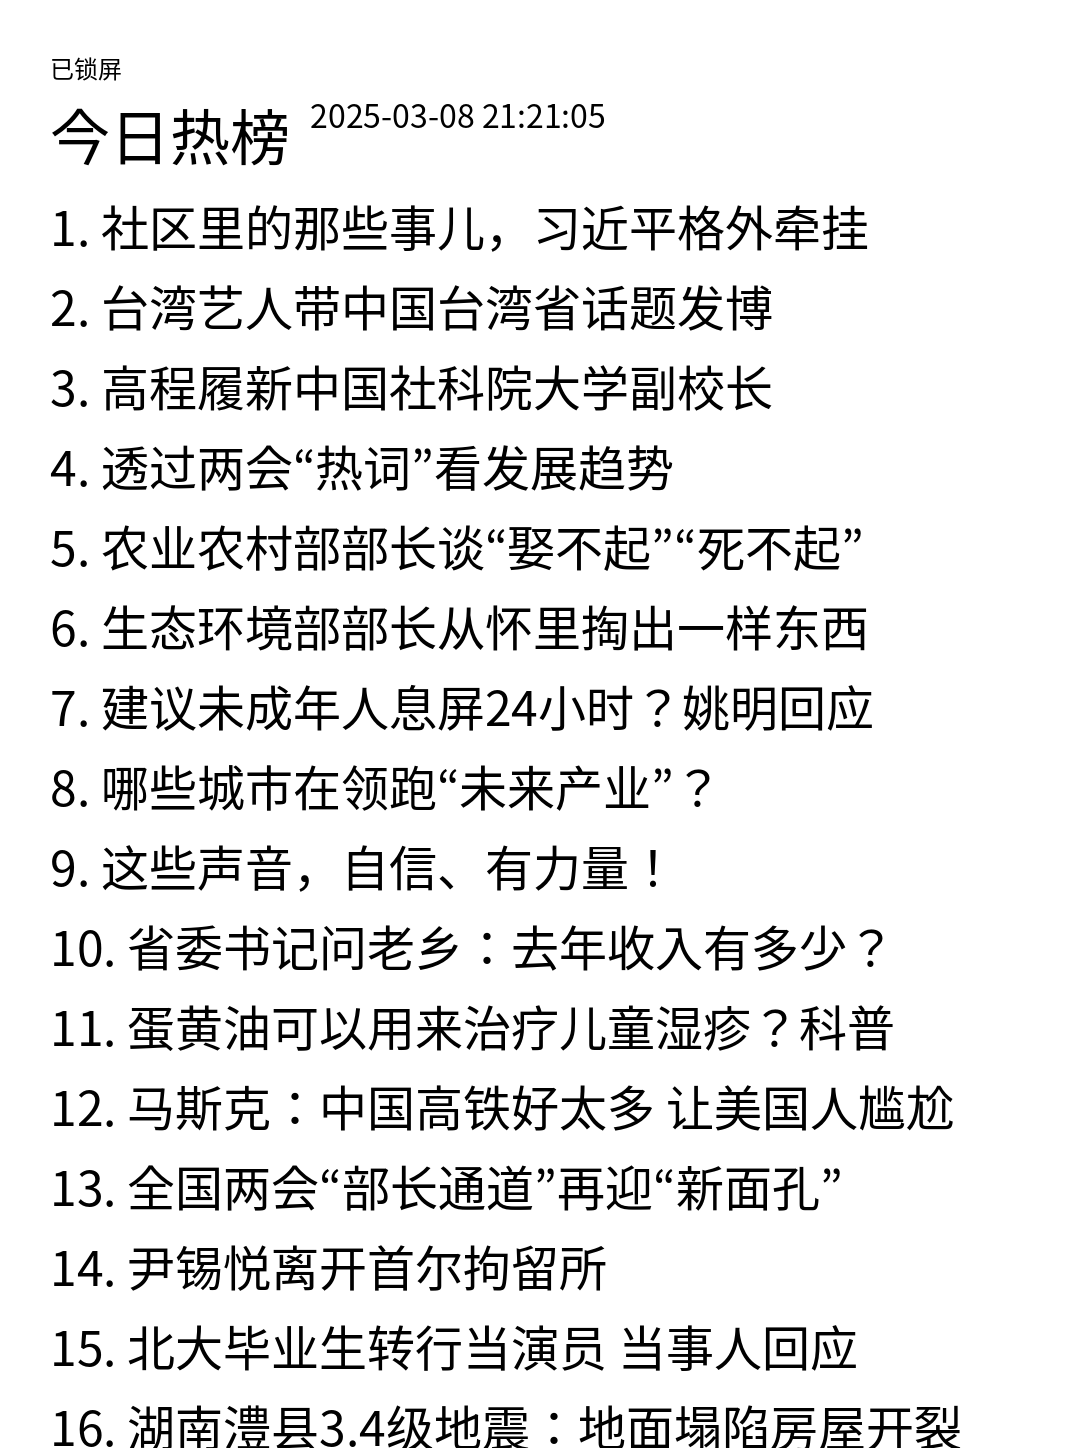 已锁屏
今日热榜 2025-03-08 21:21:05
1. 社区里的那些事儿，习近平格外牵挂
2. 台湾艺人带中国台湾省话题发博
3. 高程履新中国社科院大学副校长
4. 透过两会“热词”看发展趋势
5. 农业农村部部长谈“娶不起”“死不起”
6. 生态环境部部长从怀里掏出一样东西
7. 建议未成年人息屏24小时？姚明回应
8. 哪些城市在领跑“未来产业”？
9. 这些声音，自信、有力量！
10. 省委书记问老乡：去年收入有多少？
11. 蛋黄油可以用来治疗儿童湿疹？科普
12. 马斯克：中国高铁好太多 让美国人尴尬
13. 全国两会“部长通道”再迎“新面孔”
14. 尹锡悦离开首尔拘留所
15. 北大毕业生转行当演员 当事人回应
16. 湖南澧县3.4级地震：地面塌陷房屋开裂